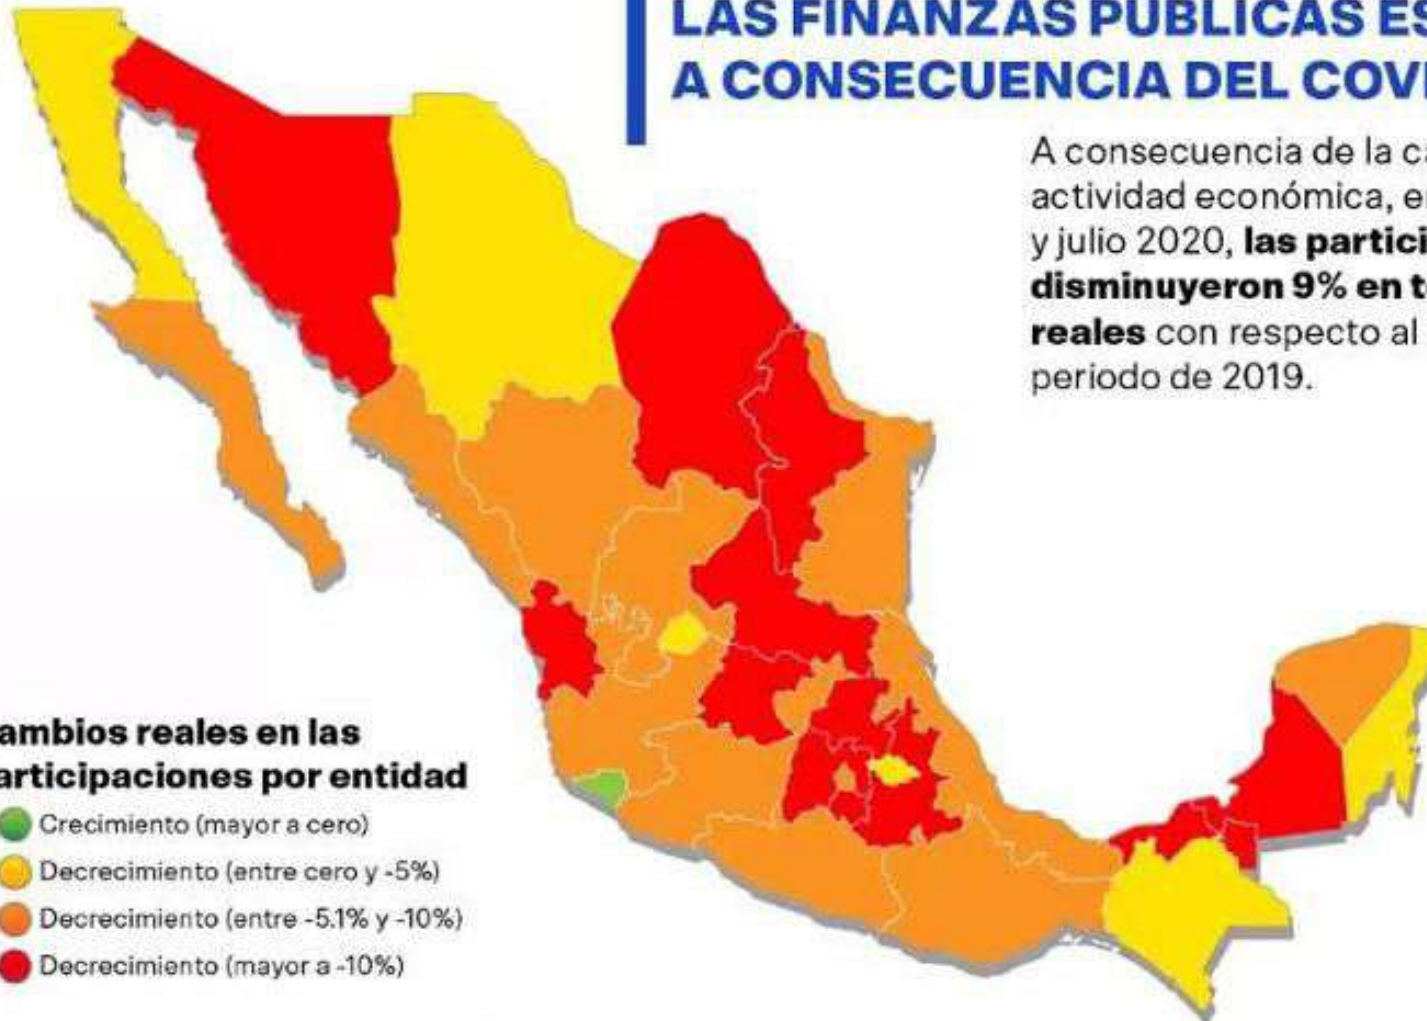 LAS FINANZAS PÚBLICAS ES
A CONSECUENCIA DEL COVI
A consecuencia de la ca
actividad económica, e
y julio 2020, las partici
disminuyeron 9% en t
reales con respecto al
periodo de 2019.
ambios reales en las
articipaciones por entidad
Crecimiento (mayor a cero)
Decrecimiento (entre cero y -5%)
Decrecimiento (entre -5.1% y -10%)
Decrecimiento (mayor a -10%)